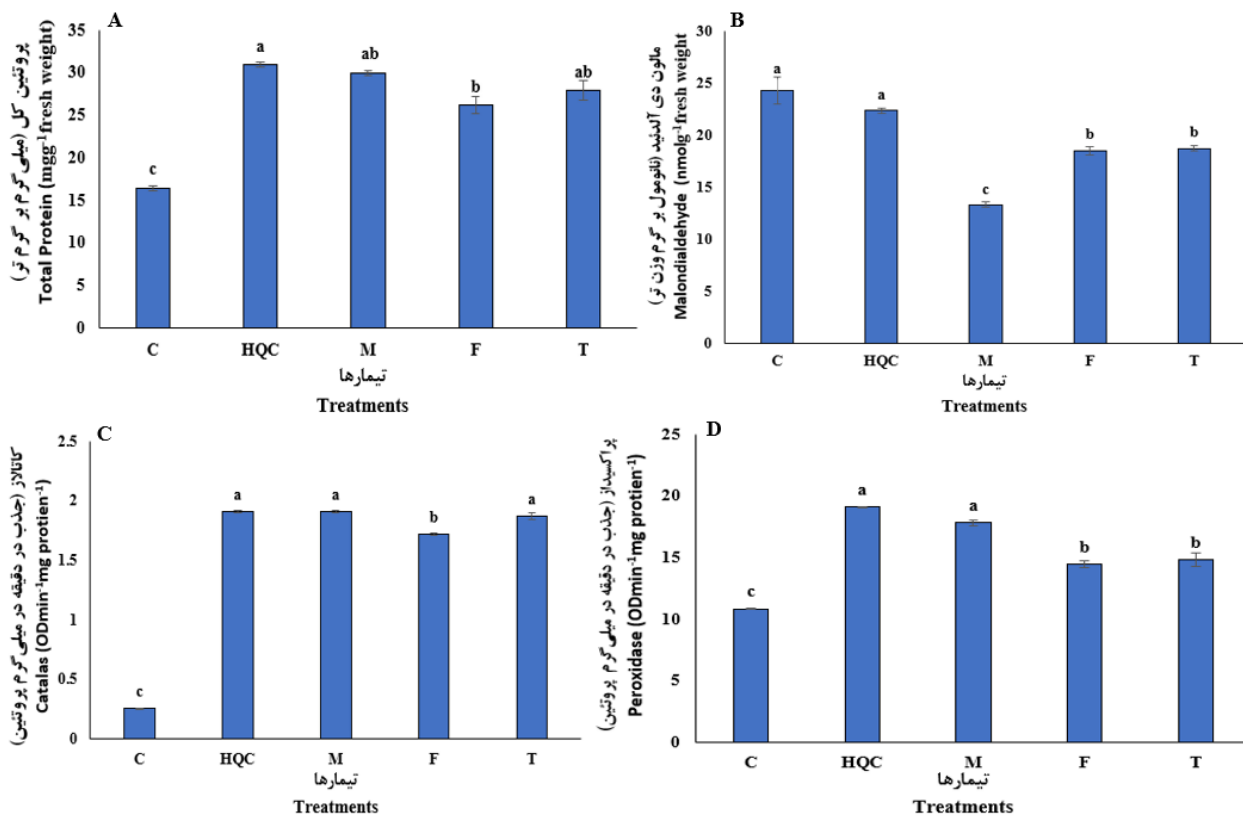 A
پروتئین کل (میلی گرم بر گرم تر)
Total Protein (mgg⁻¹fresh weight)
35
30
25
20
15
10
5
0
c
a
ab
b
ab
C HQC M F T
تیمارها
Treatments
B
مالون دی آلدئید (نانومول بر گرم وزن تر)
Malondialdehyde (nmolg⁻¹fresh weight
30
25
20
15
10
5
0
a
a
c
b
b
C HQC M F T
تیمارها
Treatments
C
کاتالاز (جذب در دقیقه در میلی گرم پروتئین)
Catalas (ODmin⁻¹mg protien⁻¹)
2.5
2
1.5
1
0.5
0
c
a
a
b
a
C HQC M F T
تیمارها
Treatments
D
پراکسیداز (جذب در دقیقه در میلی گرم پروتئین)
Peroxidase (ODmin⁻¹mg protien⁻¹)
25
20
15
10
5
0
c
a
a
b
b
C HQC M F T
تیمارها
Treatments